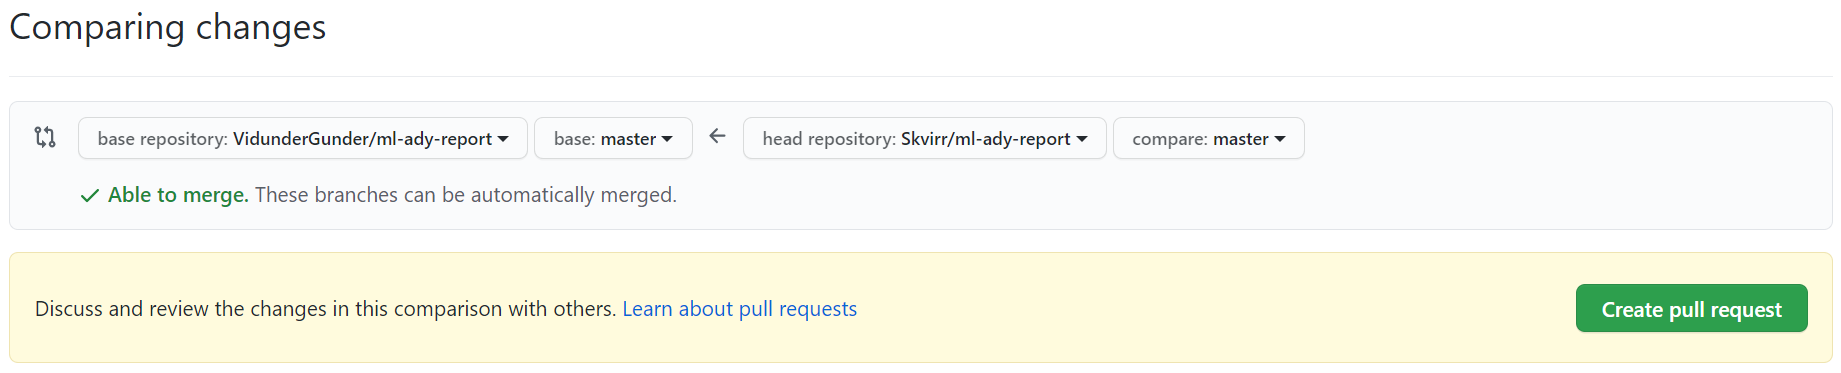 Comparing changes
base repository: VidunderGunder/ml-ady-report base: master ← head repository: Skvirr/ml-ady-report compare: master
Able to merge. These branches can be automatically merged.
Discuss and review the changes in this comparison with others. Learn about pull requests Create pull request